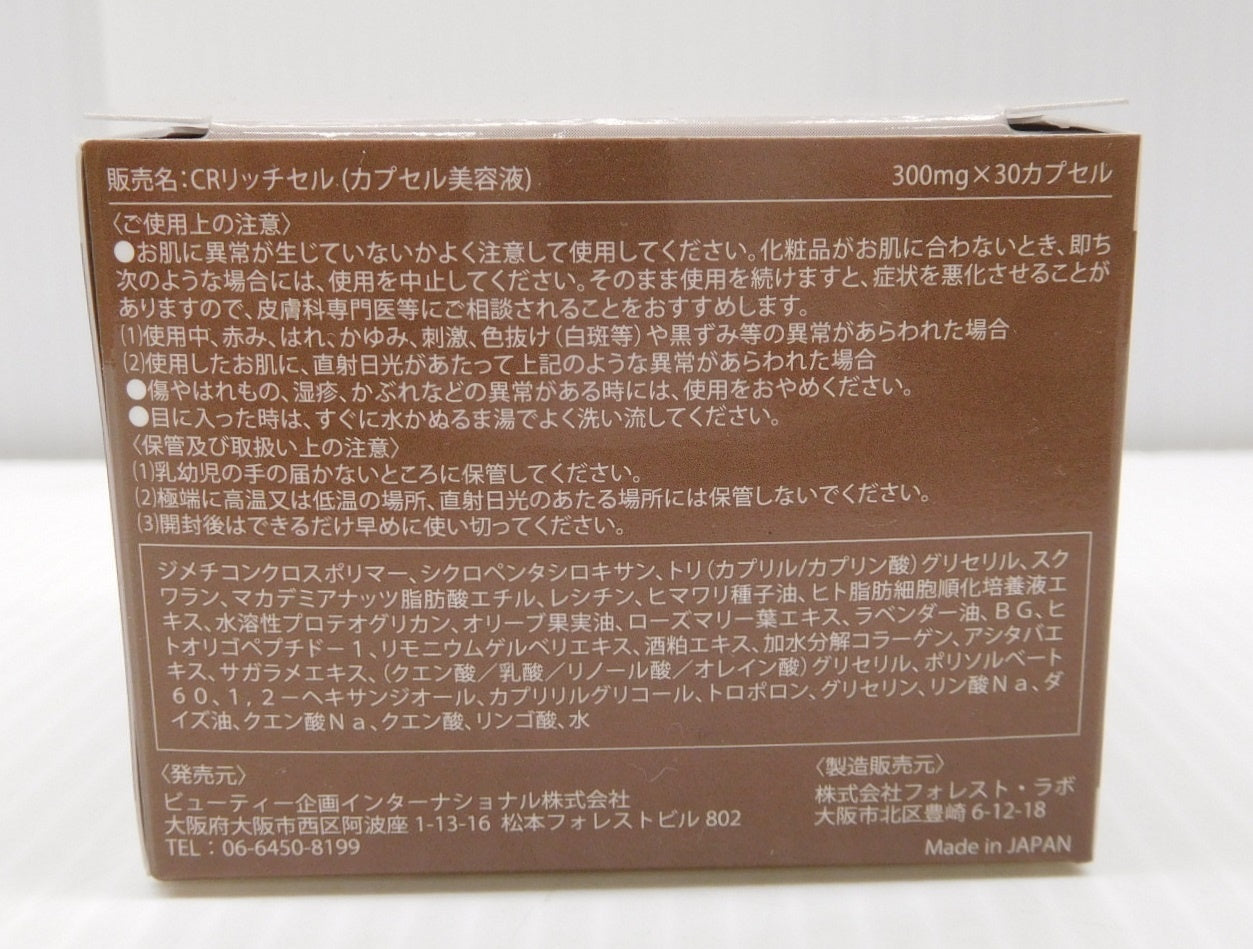 販売名：CRリッチセル（カプセル美容液） 300mg×30カプセル
〈ご使用上の注意〉
●お肌に異常が生じていないかよく注意して使用してください。化粧品がお肌に合わないとき、即ち
次のような場合には、使用を中止してください。そのまま使用を続けますと、症状を悪化させることが
ありますので、皮膚科専門医等にご相談されることをおすすめします。
(1)使用中、赤み、はれ、かゆみ、刺激、色抜け（白斑等）や黒ずみ等の異常があらわれた場合
(2)使用したお肌に、直射日光があたって上記のような異常があらわれた場合
●傷やはれもの、湿疹、かぶれなどの異常がある時には、使用をおやめください。
●目に入った時は、すぐに水かぬるま湯でよく洗い流してください。
〈保管及び取扱い上の注意〉
(1)乳幼児の手の届かないところに保管してください。
(2)極端に高温又は低温の場所、直射日光のあたる場所には保管しないでください。
(3)開封後はできるだけ早めに使い切ってください。
ジメチコンクロスポリマー、シクロペンタシロキサン、トリ（カプリル/カプリン酸）グリセリル、スク
ワラン、マカデミアナッツ脂肪酸エチル、レシチン、ヒマワリ種子油、ヒト脂肪細胞順化培養液エ
キス、水溶性プロテオグリカン、オリーブ果実油、ローズマリー葉エキス、ラベンダー油、ＢＧ、ヒ
トオリゴペプチド－１、リモニウムゲルベリエキス、酒粕エキス、加水分解コラーゲン、アシタバエ
キス、サガラメエキス、（クエン酸／乳酸／リノール酸／オレイン酸）グリセリル、ポリソルベート
６０、１，２－ヘキサンジオール、カプリリルグリコール、トロポロン、グリセリン、リン酸Ｎａ、ダ
イズ油、クエン酸Ｎａ、クエン酸、リンゴ酸、水
〈発売元〉
ビューティー企画インターナショナル株式会社
大阪府大阪市西区阿波座 1-13-16 松本フォレストビル 802
TEL：06-6450-8199
〈製造販売元〉
株式会社フォレスト・ラボ
大阪市北区豊崎 6-12-18
Made in JAPAN